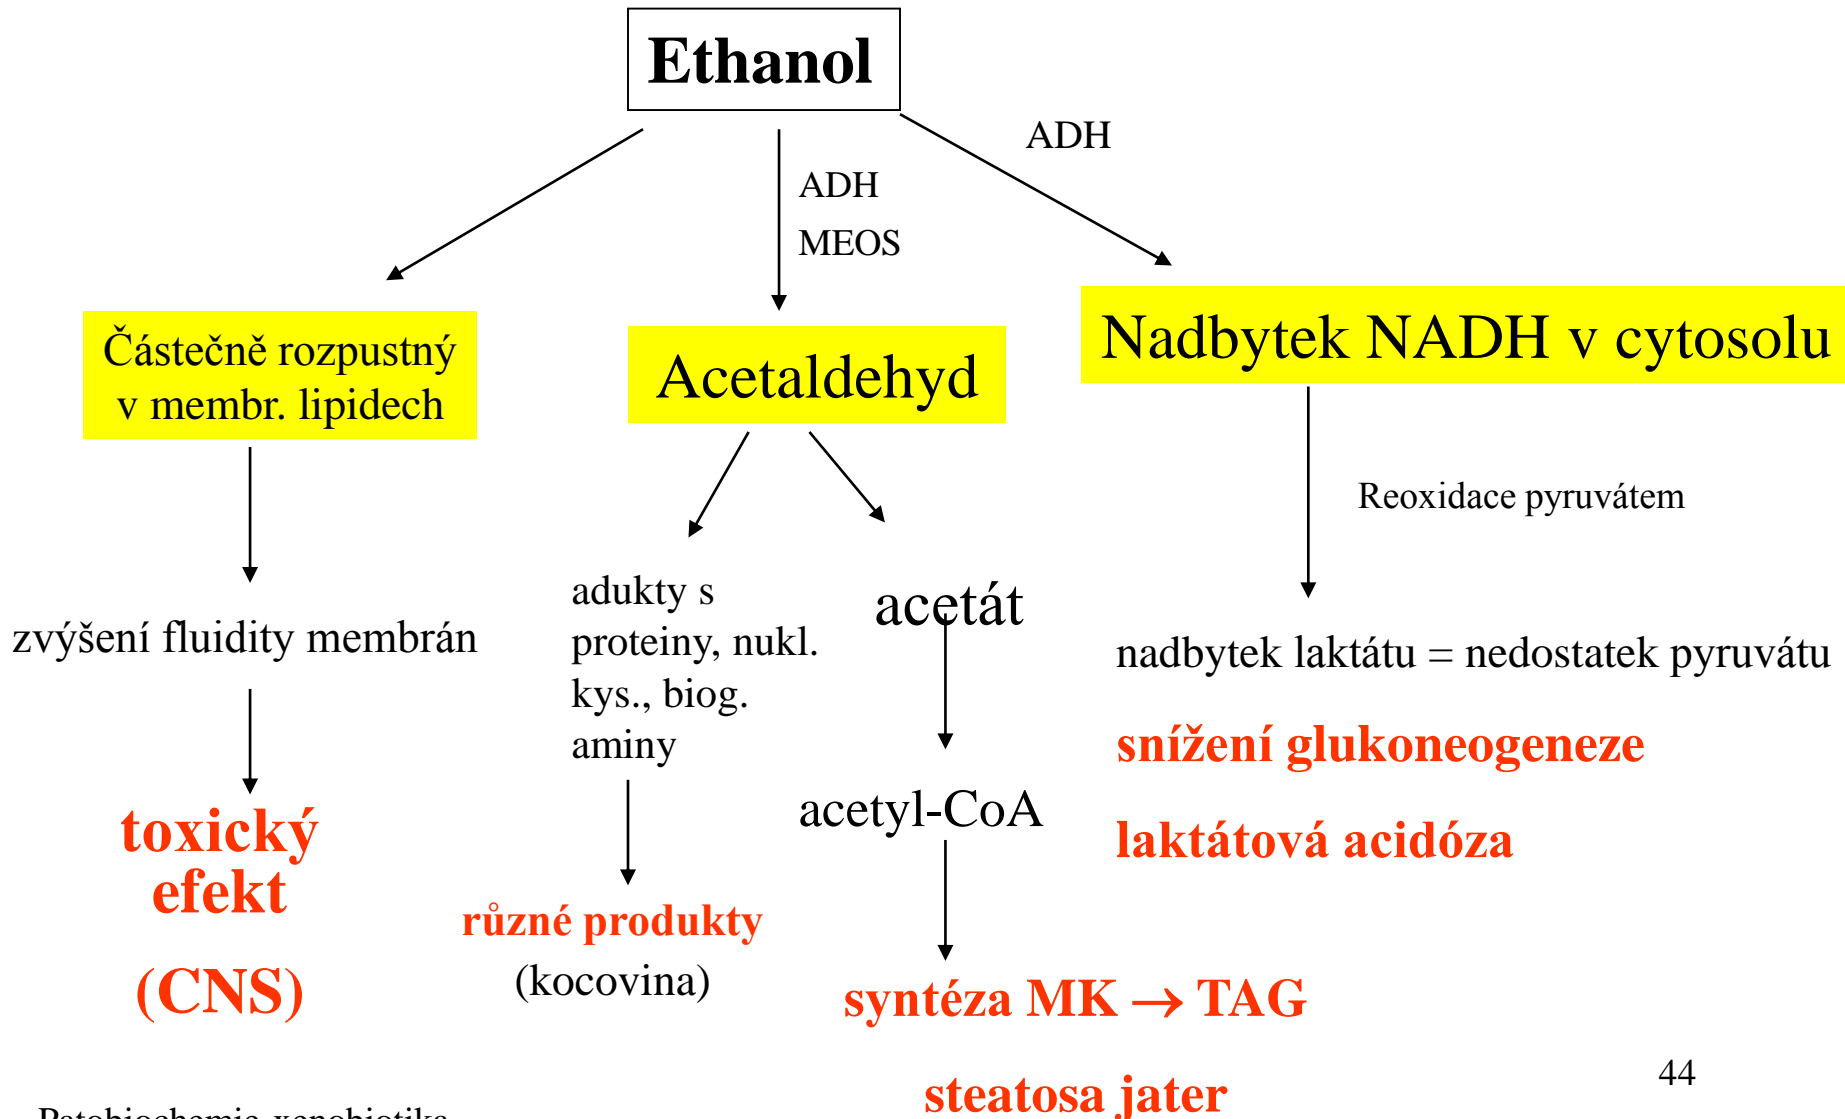 Ethanol
ADH
ADH
MEOS
Částečně rozpustný
v membr. lipidech
Acetaldehyd
Nadbytek NADH v cytosolu
Reoxidace pyruvátem
zvýšení fluidity membrán
adukty s
proteiny, nukl.
kys., biog.
aminy
acetát
nadbytek laktátu = nedostatek pyruvátu
snížení glukoneogeneze
laktátová acidóza
acetyl-CoA
toxický
efekt
(CNS)
různé produkty
(kocovina)
syntéza MK → TAG
steatosa jater
44
Patobiochemie-xenobiotika